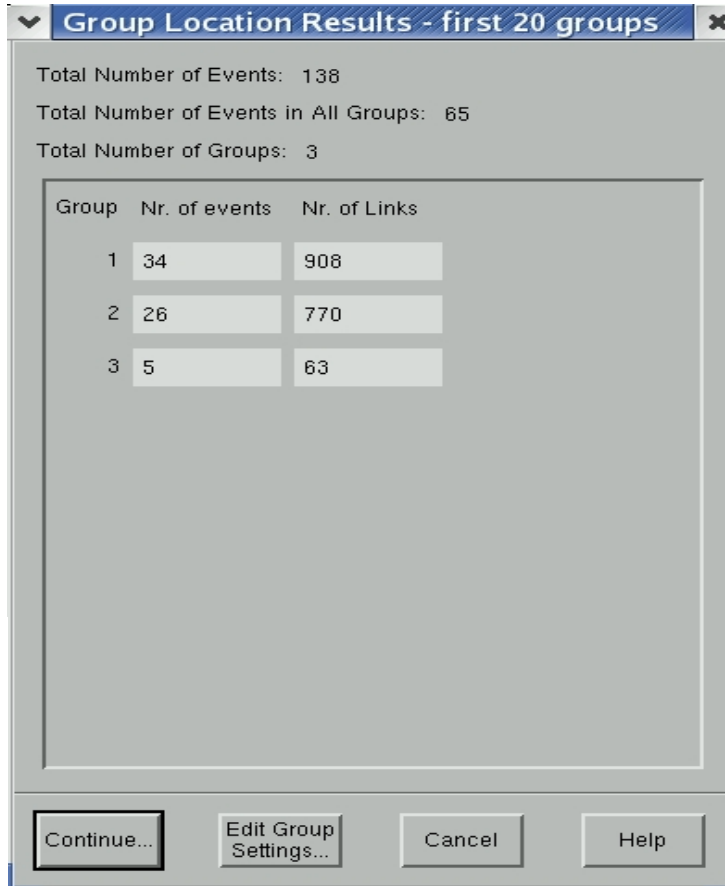 Group Location Results - first 20 groups
Total Number of Events: 138
Total Number of Events in All Groups: 65
Total Number of Groups: 3
Group Nr. of events Nr. of Links
1 34 908
2 26 770
3 5 63
Continue... Edit Group Settings... Cancel Help